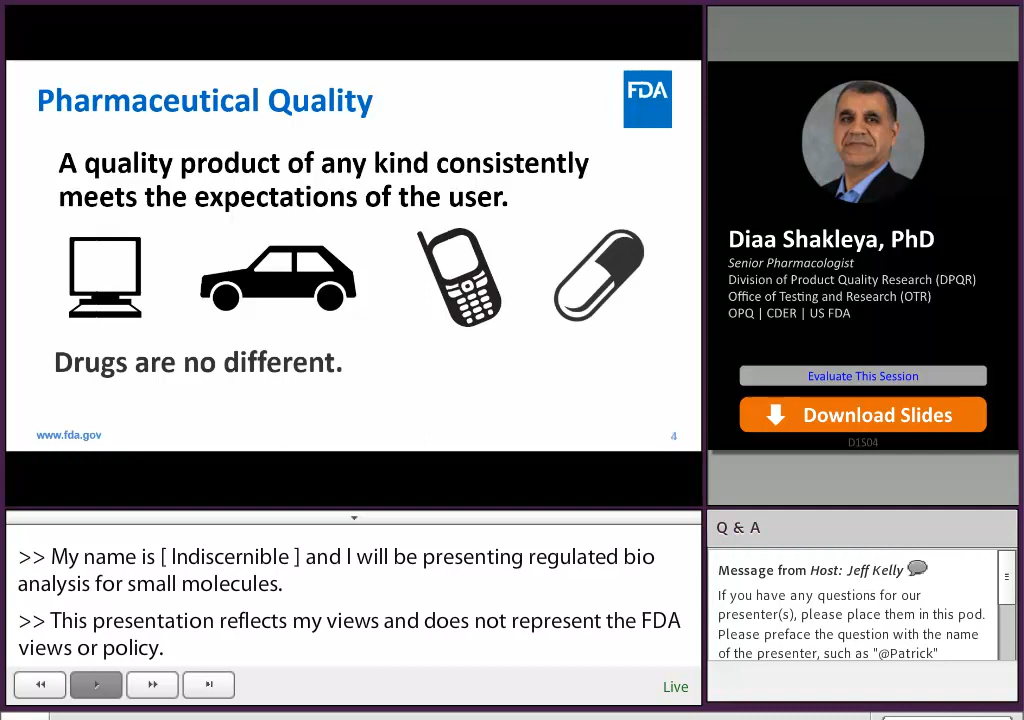 Pharmaceutical Quality
FDA
A quality product of any kind consistently
meets the expectations of the user.
Drugs are no different.
www.fda.gov
4
Diaa Shakleya, PhD
Senior Pharmacologist
Division of Product Quality Research (DPQR)
Office of Testing and Research (OTR)
OPQ | CDER | US FDA
Evaluate This Session
Download Slides
D1S04
>> My name is [ Indiscernible ] and I will be presenting regulated bio
analysis for small molecules.
>> This presentation reflects my views and does not represent the FDA
views or policy.
Live
Q & A
Message from Host: Jeff Kelly
If you have any questions for our
presenter(s), please place them in this pod.
Please preface the question with the name
of the presenter, such as "@Patrick"